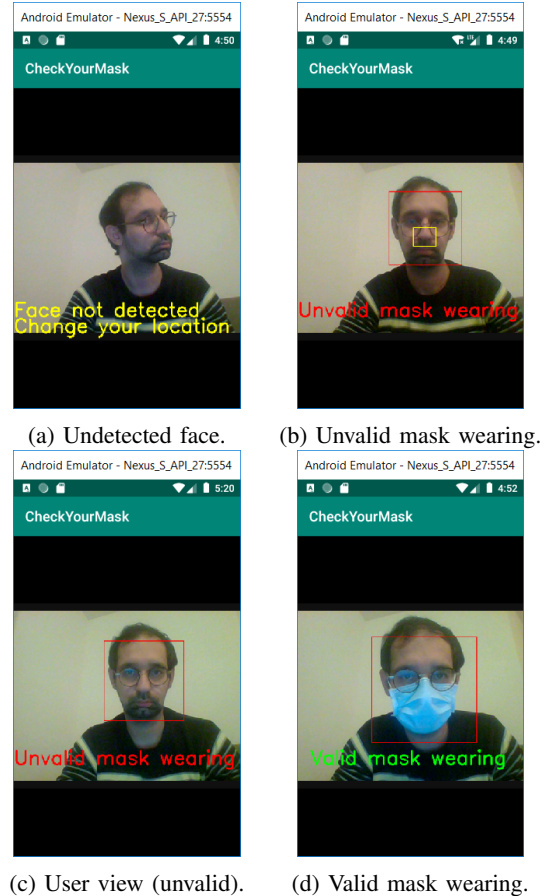 Android Emulator - Nexus_S_API_27:5554
A 4:50
CheckYourMask
Face not detected
Change your location
(a) Undetected face.
Android Emulator - Nexus_S_API_27:5554
A LTE 4:49
CheckYourMask
Unvalid mask wearing
(b) Unvalid mask wearing.
Android Emulator - Nexus_S_API_27:5554
A 5:20
CheckYourMask
Unvalid mask wearing
(c) User view (unvalid).
Android Emulator - Nexus_S_API_27:5554
A 4:52
CheckYourMask
Valid mask wearing
(d) Valid mask wearing.